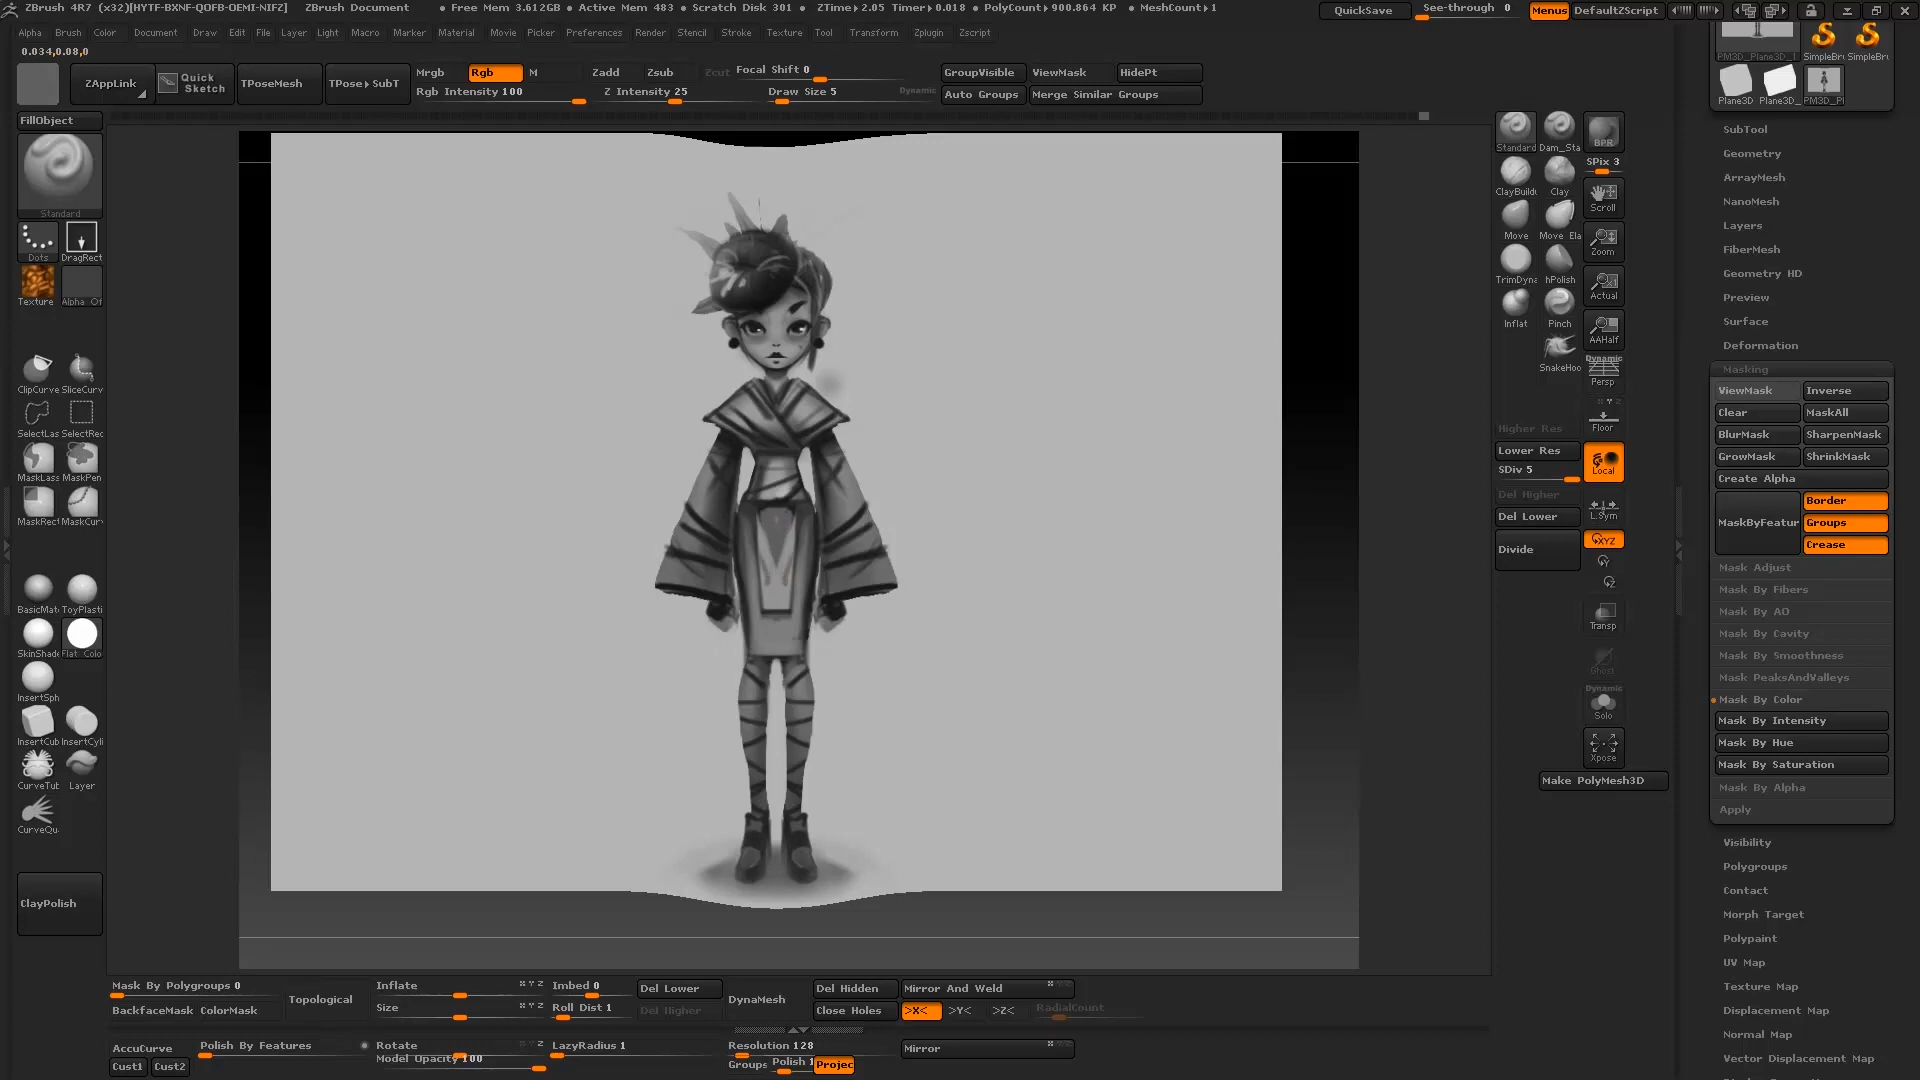 ZBrush 4R7 (x32)[HYTF-BXNF-QOFB-OEMI-NIFZ] ZBrush Document • Free Mem 3.612GB • Active Mem 483 • Scratch Disk 301 • ZTime▸2.05 Timer▸0.018 • PolyCount▸900.864 KP • MeshCount▸1 QuickSave See-through 0 Menus DefaultZScript
Alpha Brush Color Document Draw Edit File Layer Light Macro Marker Material Movie Picker Preferences Render Stencil Stroke Texture Tool Transform Zplugin Zscript
0.034,0.08,0
ZAppLink Quick Sketch TPoseMesh TPose▸SubT
Mrgb Rgb M Zadd Zsub Zcut Focal Shift 0 GroupVisible ViewMask HidePt
Rgb Intensity 100 Z Intensity 25 Draw Size 5 Dynamic Auto Groups Merge Similar Groups
FillObject
Standard
Dots DragRect
Texture Alpha Of
ClipCurve SliceCurv
SelectLas SelectRec
MaskLass MaskPen
MaskRect MaskCurv
BasicMat ToyPlasti
SkinShade Flat Colo
InsertSph
InsertCub InsertCyli
CurveTub Layer
CurveQu
ClayPolish
Standard Dam_Sta BPR
SPix 3
ClayBuildu Clay Scroll
Move Move Ela Zoom
TrimDyna hPolish Actual
Inflat Pinch AAHalf
SnakeHoo Dynamic
Persp
Floor
Higher Res
Lower Res
SDiv 5 Local
Del Higher
Del Lower L.Sym
Divide XYZ
Y
Z
Transp
Ghost
Dynamic
Solo
Xpose
Make PolyMesh3D
PM3D_Plane3D_1 SimpleBru SimpleBru
Plane3D Plane3D_ PM3D_Pl
SubTool
Geometry
ArrayMesh
NanoMesh
Layers
FiberMesh
Geometry HD
Preview
Surface
Deformation
Masking
ViewMask Inverse
Clear MaskAll
BlurMask SharpenMask
GrowMask ShrinkMask
Create Alpha
MaskByFeatur Border
Groups
Crease
Mask Adjust
Mask By Fibers
Mask By AO
Mask By Cavity
Mask By Smoothness
Mask PeaksAndValleys
Mask By Color
Mask By Intensity
Mask By Hue
Mask By Saturation
Mask By Alpha
Apply
Visibility
Polygroups
Contact
Morph Target
Polypaint
UV Map
Texture Map
Displacement Map
Normal Map
Vector Displacement Map
Mask By Polygroups 0 Topological Inflate X Y Z Imbed 0 Del Lower DynaMesh Del Hidden Mirror And Weld
BackfaceMask ColorMask Size X Y Z Roll Dist 1 Del Higher Close Holes >X< >Y< >Z< RadialCount
AccuCurve Polish By Features Rotate LazyRadius 1 Resolution 128 Mirror
Cust1 Cust2 Model Opacity 100 Groups Polish 1 Projec